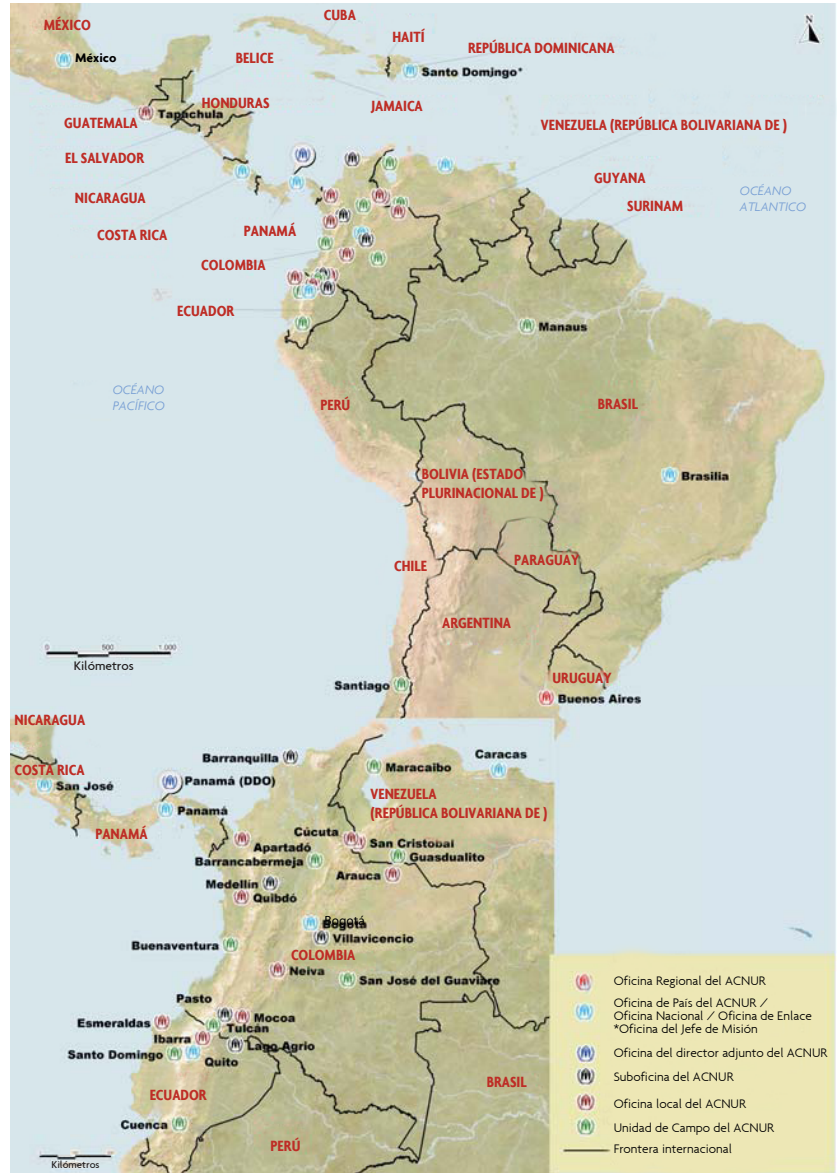 MÉXICO
CUBA
HAITÍ
REPÚBLICA DOMINICANA
N
México
BELICE
Santo Domingo*
HONDURAS
JAMAICA
Tapachula
GUATEMALA
VENEZUELA (REPÚBLICA BOLIVARIANA DE )
EL SALVADOR
GUYANA
NICARAGUA
OCÉANO
ATLANTICO
SURINAM
COSTA RICA
PANAMÁ
COLOMBIA
ECUADOR
Manaus
OCÉANO
PACÍFICO
PERÚ
BRASIL
BOLIVIA (ESTADO
PLURINACIONAL DE )
Brasilia
CHILE
PARAGUAY
ARGENTINA
0 500 1.000
Kilómetros
URUGUAY
Santiago
Buenos Aires
NICARAGUA
Barranquilla
Caracas
COSTA RICA
Maracaibo
San José
Panamá (DDO)
VENEZUELA
(REPÚBLICA BOLIVARIANA DE )
Panamá
PANAMÁ
Cúcuta
San Cristobal
Apartadó
Guasdualito
Barrancabermeja
Arauca
Medellín
Quibdó
Bogotá
Bogotá
Villavicencio
Buenaventura
COLOMBIA
Neiva
San José del Guaviare
Pasto
Mocoa
Esmeraldas
Tulcán
Ibarra
Lago Agrio
Santo Domingo
Quito
ECUADOR
BRASIL
Cuenca
PERÚ
Kilómetros
Oficina Regional del ACNUR
Oficina de País del ACNUR /
Oficina Nacional / Oficina de Enlace
*Oficina del Jefe de Misión
Oficina del director adjunto del ACNUR
Suboficina del ACNUR
Oficina local del ACNUR
Unidad de Campo del ACNUR
Frontera internacional